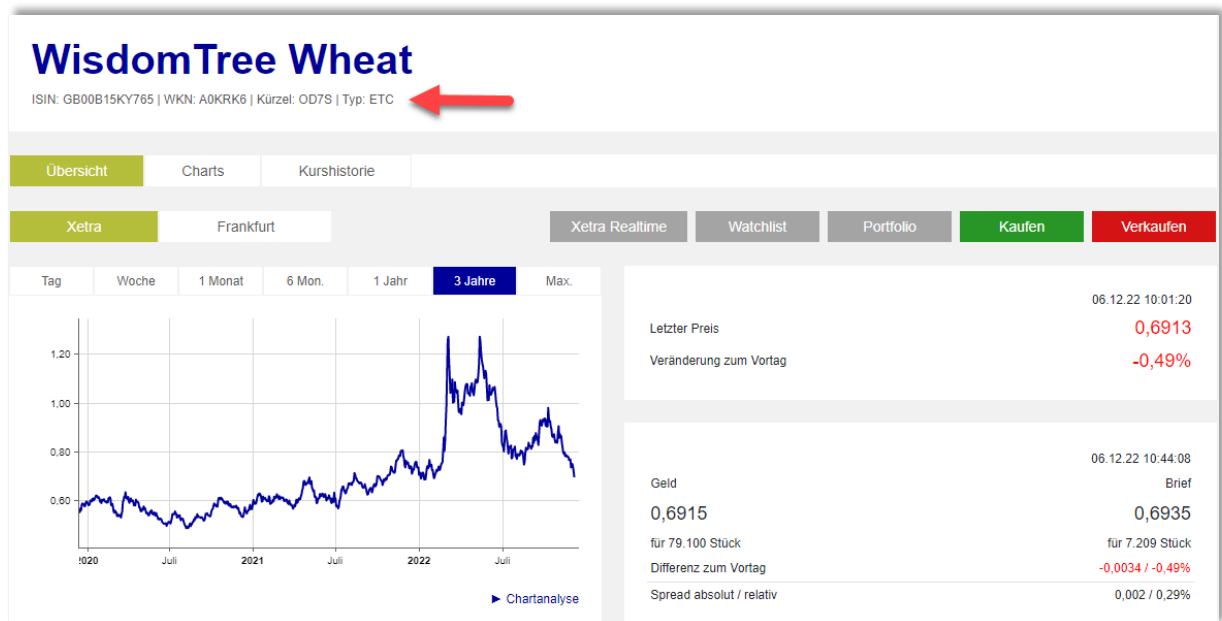 WisdomTree Wheat
ISIN: GB00B15KY765 | WKN: A0KRK6 | Kürzel: OD7S | Typ: ETC
Übersicht Charts Kurshistorie
Xetra Frankfurt Xetra Realtime Watchlist Portfolio Kaufen Verkaufen
Tag Woche 1 Monat 6 Mon. 1 Jahr 3 Jahre Max.
1,20
1,00
0,80
0,60
2020 Juli 2021 Juli 2022 Juli
► Chartanalyse
06.12.22 10:01:20
Letzter Preis 0,6913
Veränderung zum Vortag -0,49%
06.12.22 10:44:08
Geld Brief
0,6915 0,6935
für 79.100 Stück für 7.209 Stück
Differenz zum Vortag -0,0034 / -0,49%
Spread absolut / relativ 0,002 / 0,29%